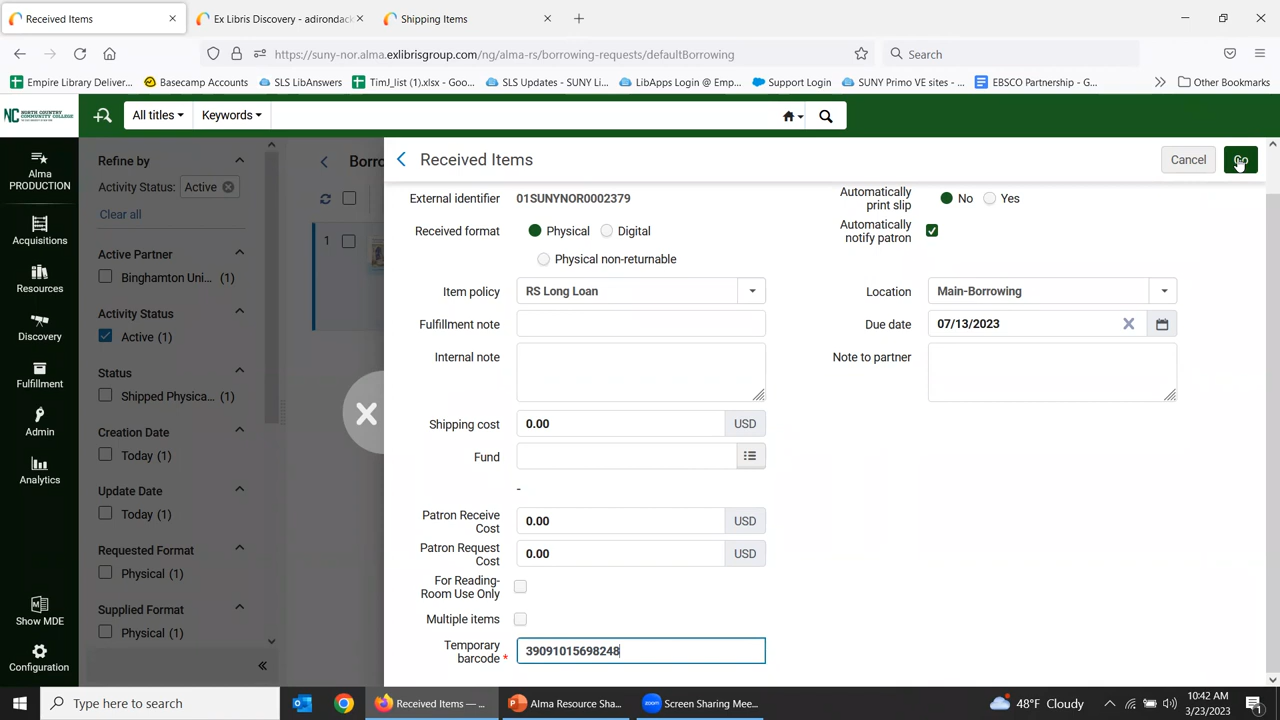 Received Items
Ex Libris Discovery - adirondack
Shipping Items
https://suny-nor.alma.exlibrisgroup.com/ng/alma-rs/borrowing-requests/defaultBorrowing
Search
Empire Library Deliver...
Basecamp Accounts
SLS LibAnswers
TimJ_list (1).xlsx - Goo...
SLS Updates - SUNY Li...
LibApps Login @ Emp...
Support Login
SUNY Primo VE sites - ...
EBSCO Partnership - G...
Other Bookmarks
NC NORTH COUNTRY COMMUNITY COLLEGE
All titles
Keywords
Alma PRODUCTION
Acquisitions
Resources
Discovery
Fulfillment
Admin
Analytics
Show MDE
Configuration
Refine by
Activity Status: Active
Clear all
Active Partner
Binghamton Uni... (1)
Activity Status
Active (1)
Status
Shipped Physica... (1)
Creation Date
Today (1)
Update Date
Today (1)
Requested Format
Physical (1)
Supplied Format
Physical (1)
Borro
1
Received Items
Cancel
Go
External identifier 01SUNYNOR0002379
Received format Physical Digital
Physical non-returnable
Item policy RS Long Loan
Fulfillment note
Internal note
Shipping cost 0.00 USD
Fund
-
Patron Receive Cost 0.00 USD
Patron Request Cost 0.00 USD
For Reading-Room Use Only
Multiple items
Temporary barcode * 39091015698248
Automatically print slip No Yes
Automatically notify patron
Location Main-Borrowing
Due date 07/13/2023
Note to partner
Type here to search
Received Items —...
Alma Resource Sha...
Screen Sharing Mee...
48°F Cloudy
10:42 AM
3/23/2023
1